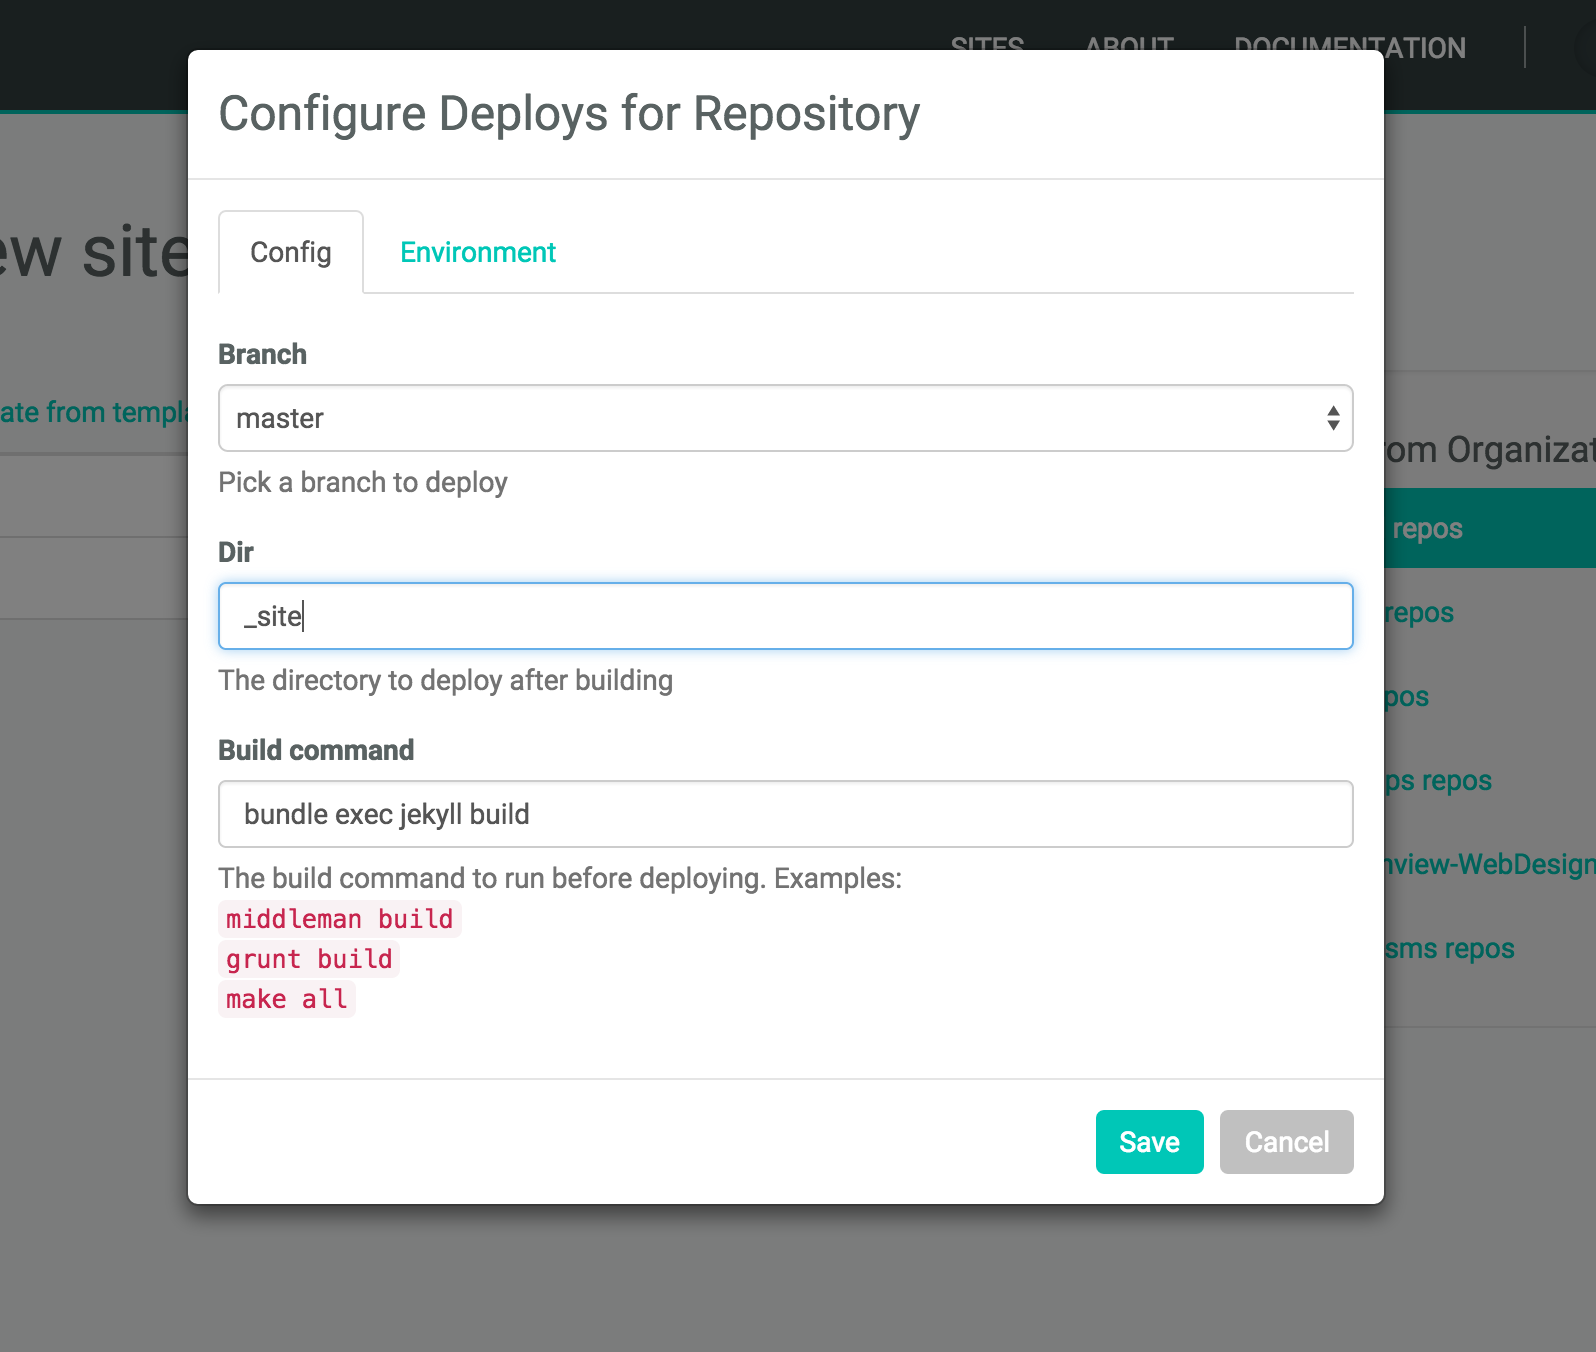 SITES ABOUT DOCUMENTATION
Configure Deploys for Repository
ew site
Config Environment
ate from templa
Branch
master
Pick a branch to deploy
om Organizat
repos
Dir
_site
repos
The directory to deploy after building
pos
Build command
ps repos
bundle exec jekyll build
nview-WebDesign
The build command to run before deploying. Examples:
middleman build
sms repos
grunt build
make all
Save Cancel